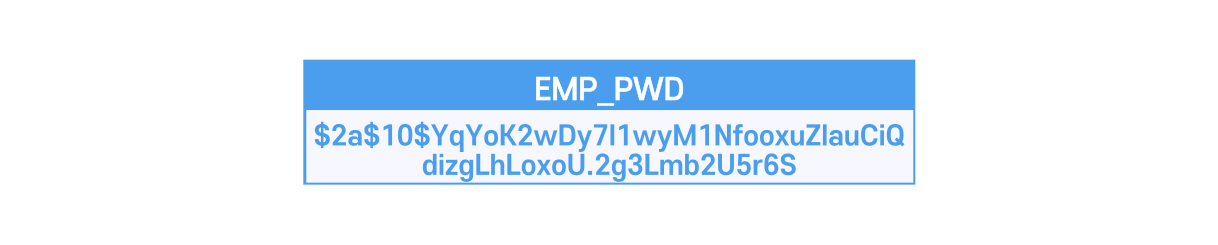 EMP_PWD
$2a$10$YqYoK2wDy7l1wyM1NfooxuZlauCiQ
dizgLhLoxoU.2g3Lmb2U5r6S